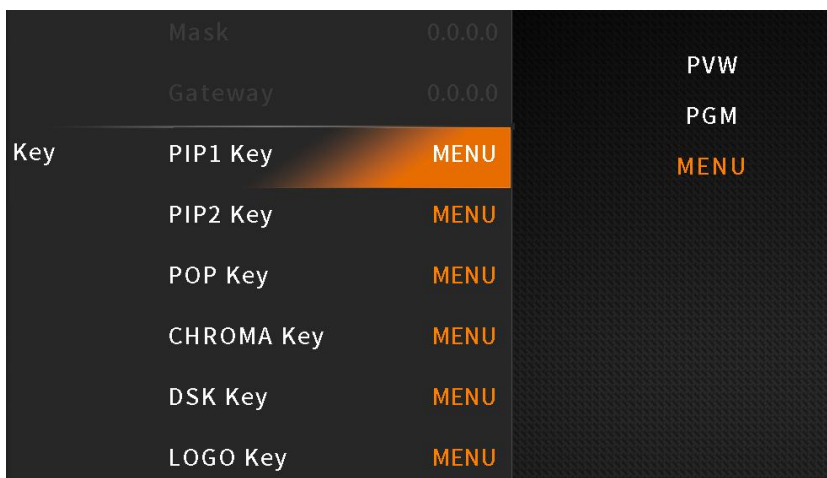 Mask 0.0.0.0
Gateway 0.0.0.0
Key PIP1 Key MENU
PIP2 Key MENU
POP Key MENU
CHROMA Key MENU
DSK Key MENU
LOGO Key MENU
PVW
PGM
MENU